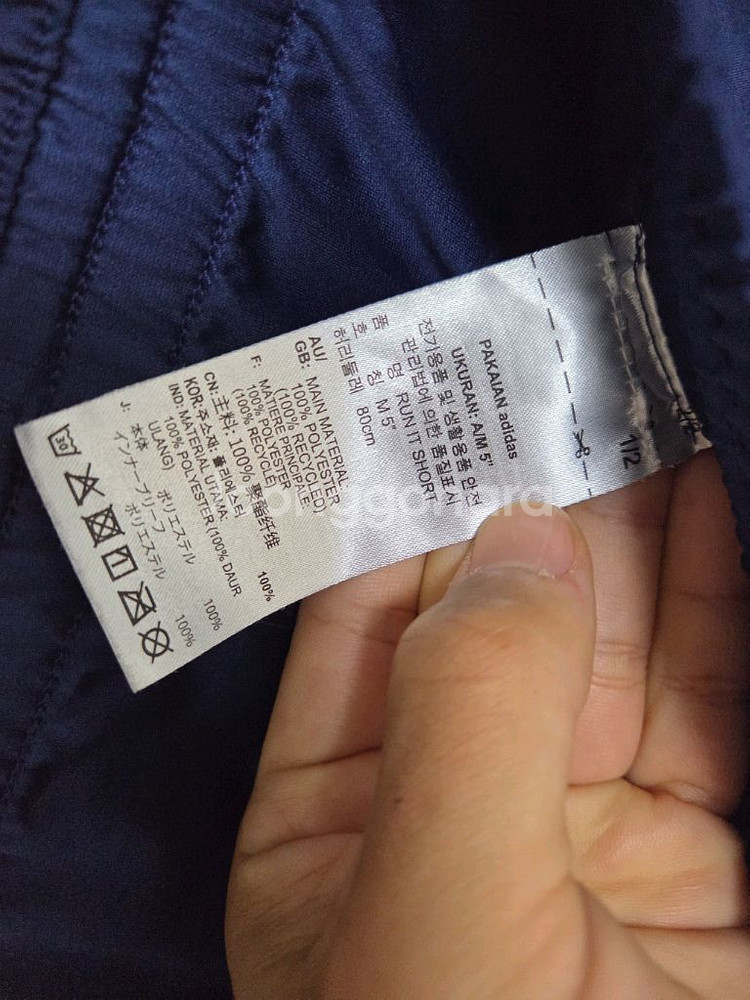 1/2
PAKAIAN adidas
UKURAN: A/M 5"
전기용품 및 생활용품 안전
관리법에 의한 품질표시
품 명 RUN IT SHORT
호 칭 M 5"
허리둘레 80cm
AU/
GB: MAIN MATERIAL
100% POLYESTER
(100% RECYCLED)
F: MATIERE PRINCIPALE
100% POLYESTER
(100% RECYCLE)
CN: 主料: 100% 聚酯纤维
KOR: 주소재: 폴리에스터 100%
IND: MATERIAL UTAMA:
100% POLYESTER (100% DAUR
ULANG)
J: 本体 ポリエステル 100%
インナーブリーフ
ポリエステル 100%
30